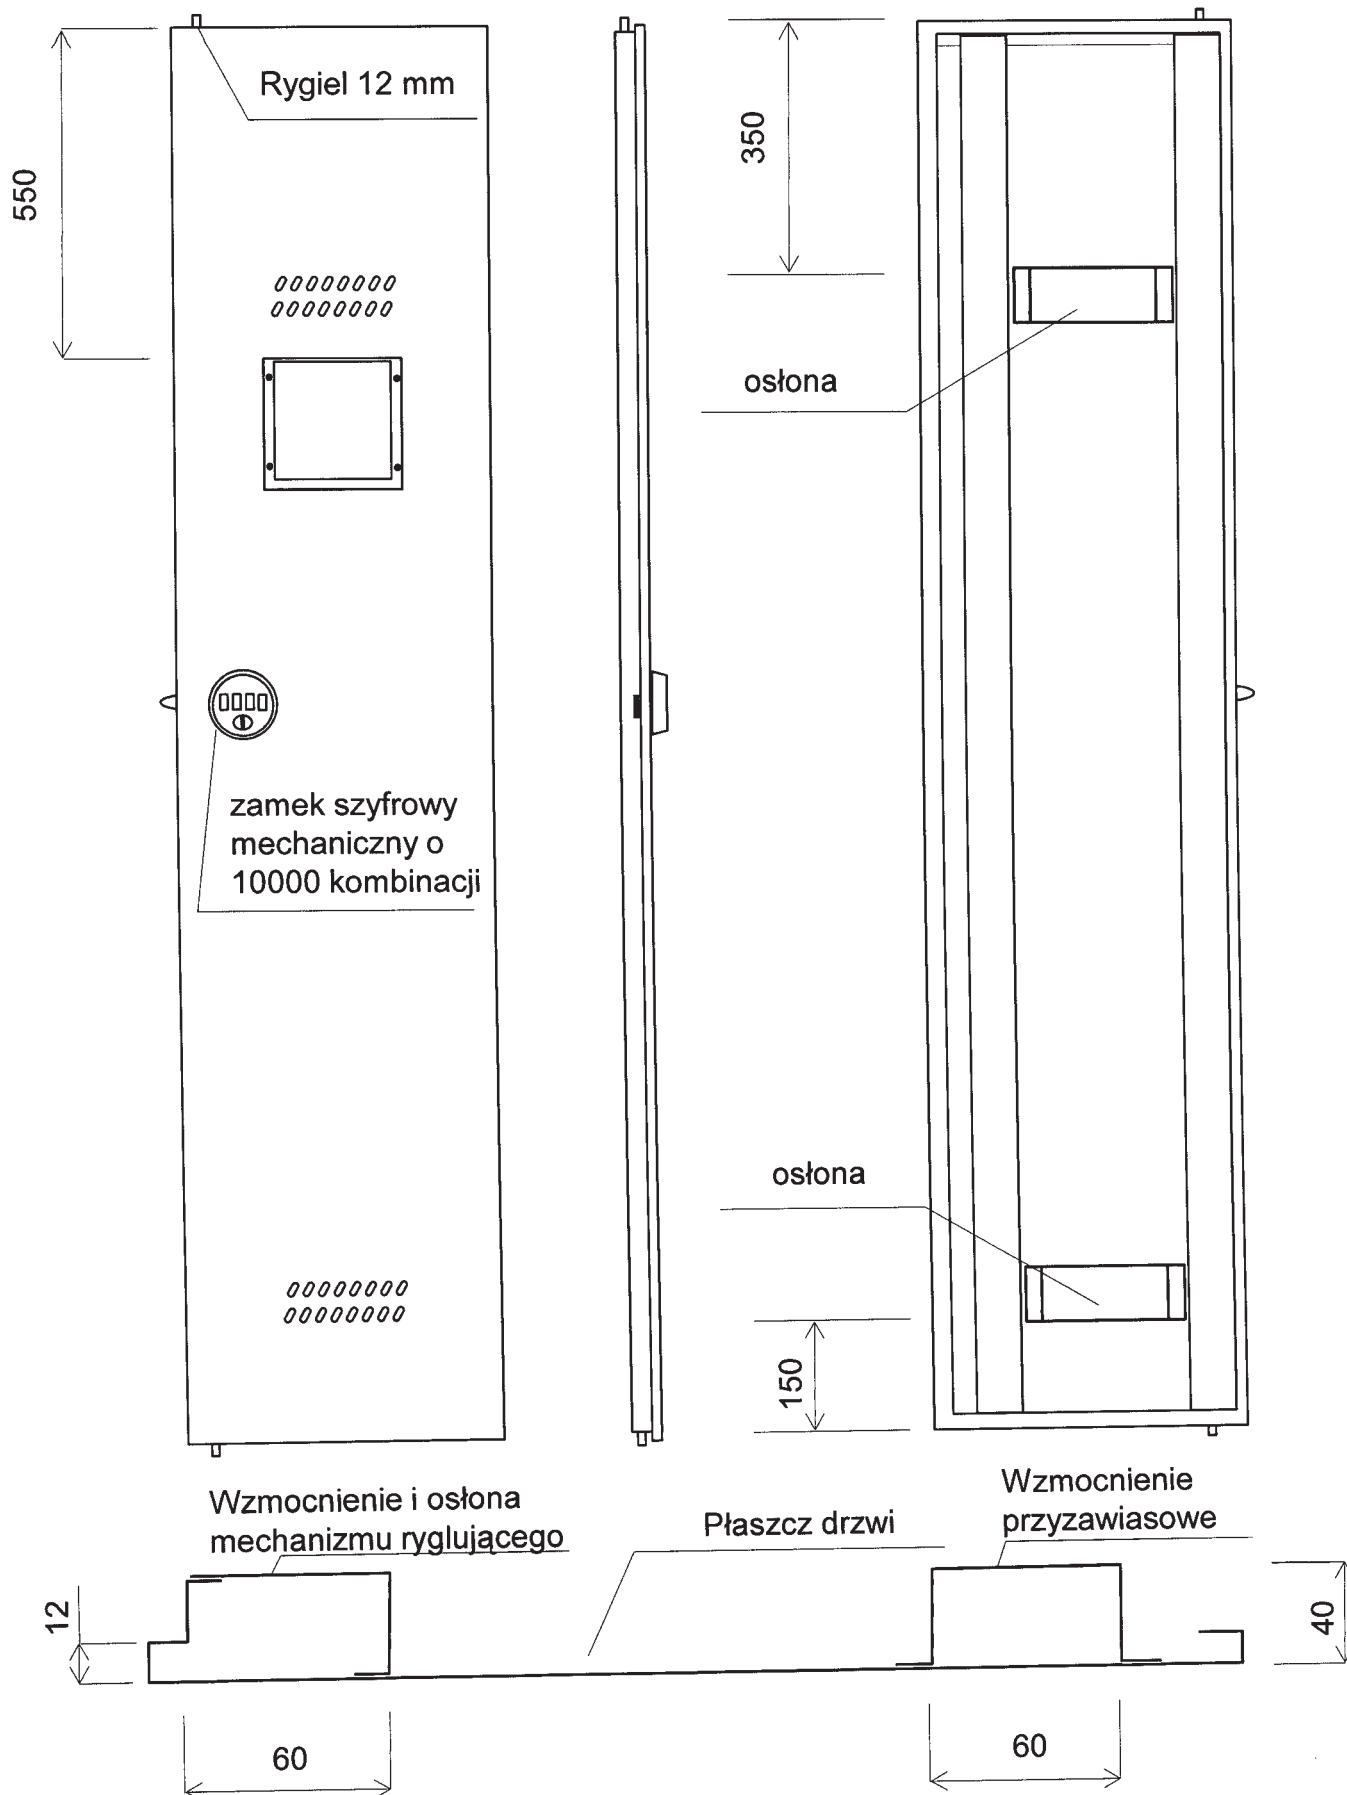 Rygiel 12 mm
550
350
osłona
zamek szyfrowy
mechaniczny o
10000 kombinacji
osłona
150
Wzmocnienie i osłona
mechanizmu ryglującego
Płaszcz drzwi
Wzmocnienie
przyzawiasowe
12
40
60
60